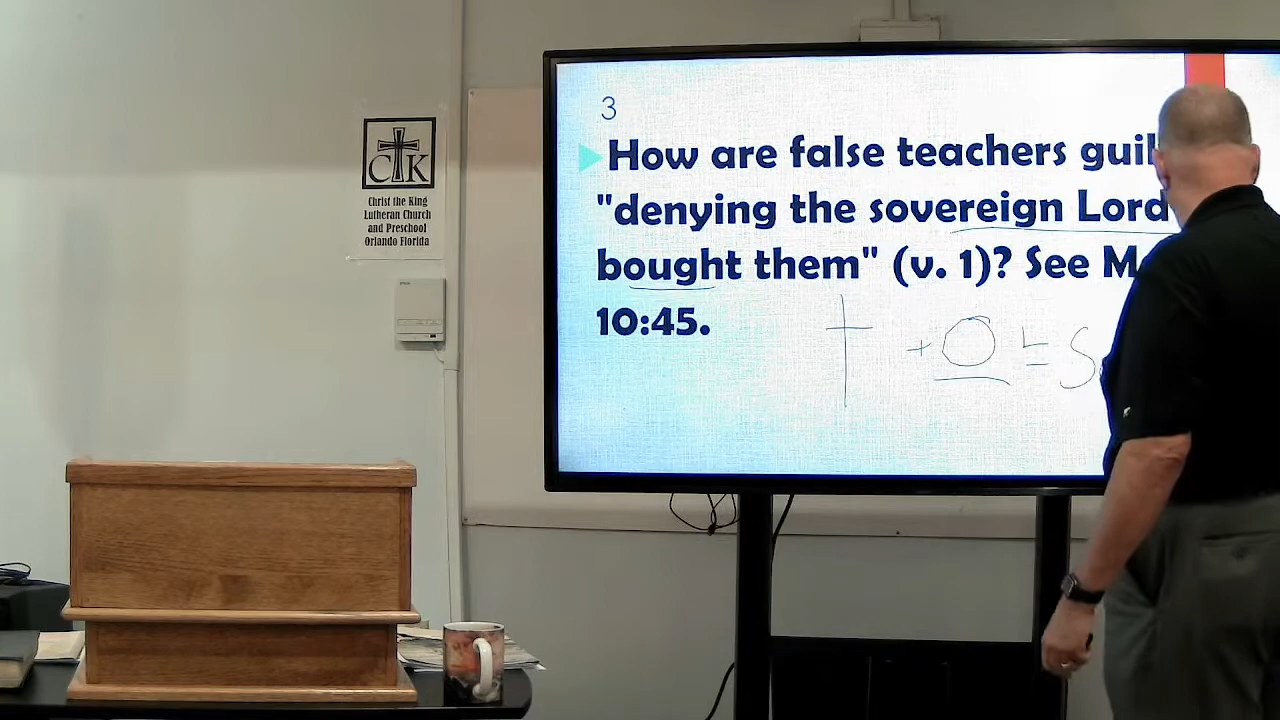 CTK
Christ the King
Lutheran Church
and Preschool
Orlando Florida
3
How are false teachers guil
"denying the sovereign Lord
bought them" (v. 1)? See M
10:45.
+ O = S